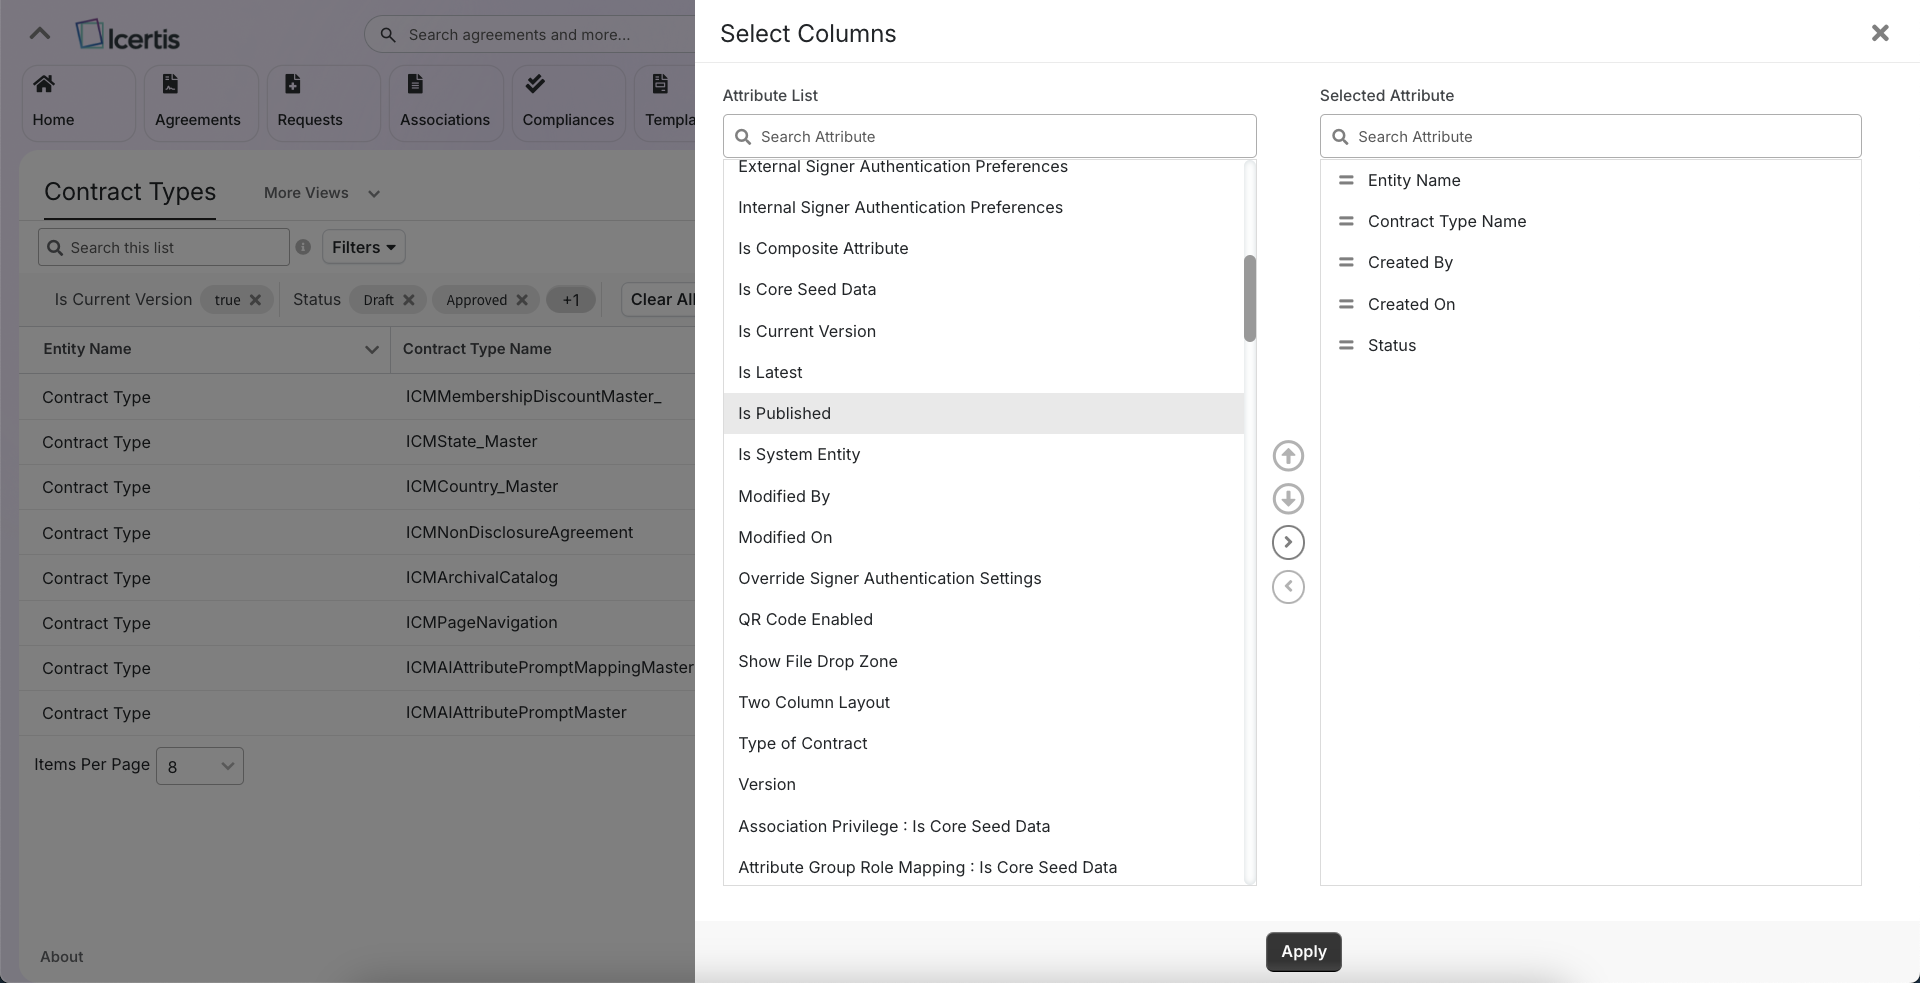 Icertis
Search agreements and more...
Home
Agreements
Requests
Associations
Compliances
Templa
Contract Types
More Views
Search this list
Filters
Is Current Version
true
Status
Draft
Approved
+1
Clear All
Entity Name
Contract Type Name
Contract Type
ICMMembershipDiscountMaster_
Contract Type
ICMState_Master
Contract Type
ICMCountry_Master
Contract Type
ICMNonDisclosureAgreement
Contract Type
ICMArchivalCatalog
Contract Type
ICMPageNavigation
Contract Type
ICMAIAttributePromptMappingMaster
Contract Type
ICMAIAttributePromptMaster
Items Per Page
8
About
Select Columns
Attribute List
Search Attribute
External Signer Authentication Preferences
Internal Signer Authentication Preferences
Is Composite Attribute
Is Core Seed Data
Is Current Version
Is Latest
Is Published
Is System Entity
Modified By
Modified On
Override Signer Authentication Settings
QR Code Enabled
Show File Drop Zone
Two Column Layout
Type of Contract
Version
Association Privilege : Is Core Seed Data
Attribute Group Role Mapping : Is Core Seed Data
Selected Attribute
Search Attribute
Entity Name
Contract Type Name
Created By
Created On
Status
Apply